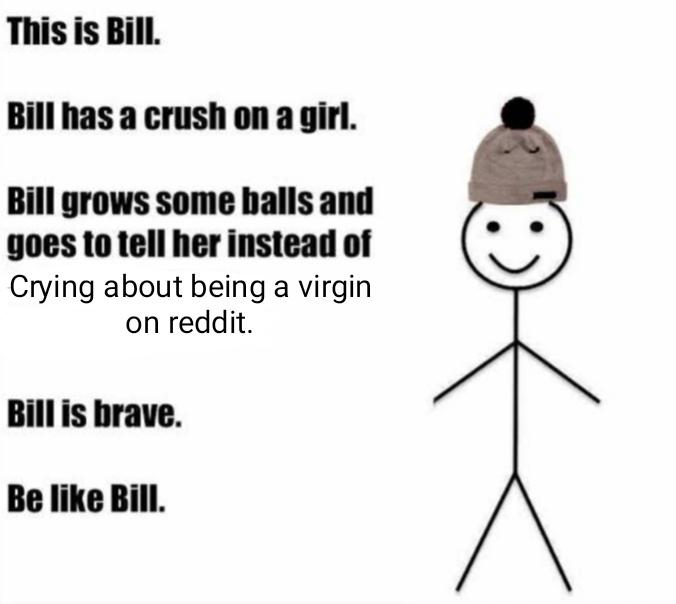 This is Bill.
Bill has a crush on a girl.
Bill grows some balls and
goes to tell her instead of
Crying about being a virgin
on reddit.
Bill is brave.
Be like Bill.